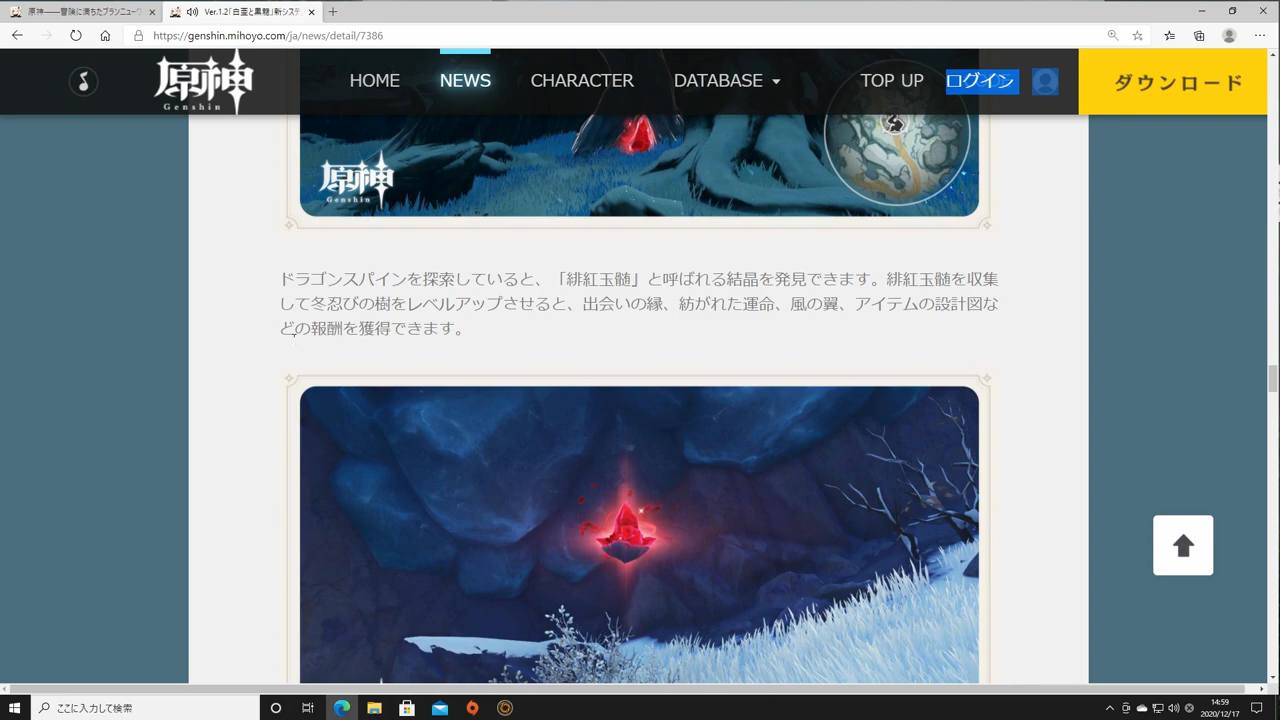 原神——冒険に満ちたブランニューワ
Ver.1.2「白亜と黒龍」新システ
https://genshin.mihoyo.com/ja/news/detail/7386
原神
Genshin
HOME
NEWS
CHARACTER
DATABASE
TOP UP
ログイン
ダウンロード
原神
Genshin
ドラゴンスパインを探索していると、「緋紅玉髄」と呼ばれる結晶を発見できます。緋紅玉髄を収集
して冬忍びの樹をレベルアップさせると、出会いの縁、紡がれた運命、風の翼、アイテムの設計図な
どの報酬を獲得できます。
ここに入力して検索
14:59
2020/12/17